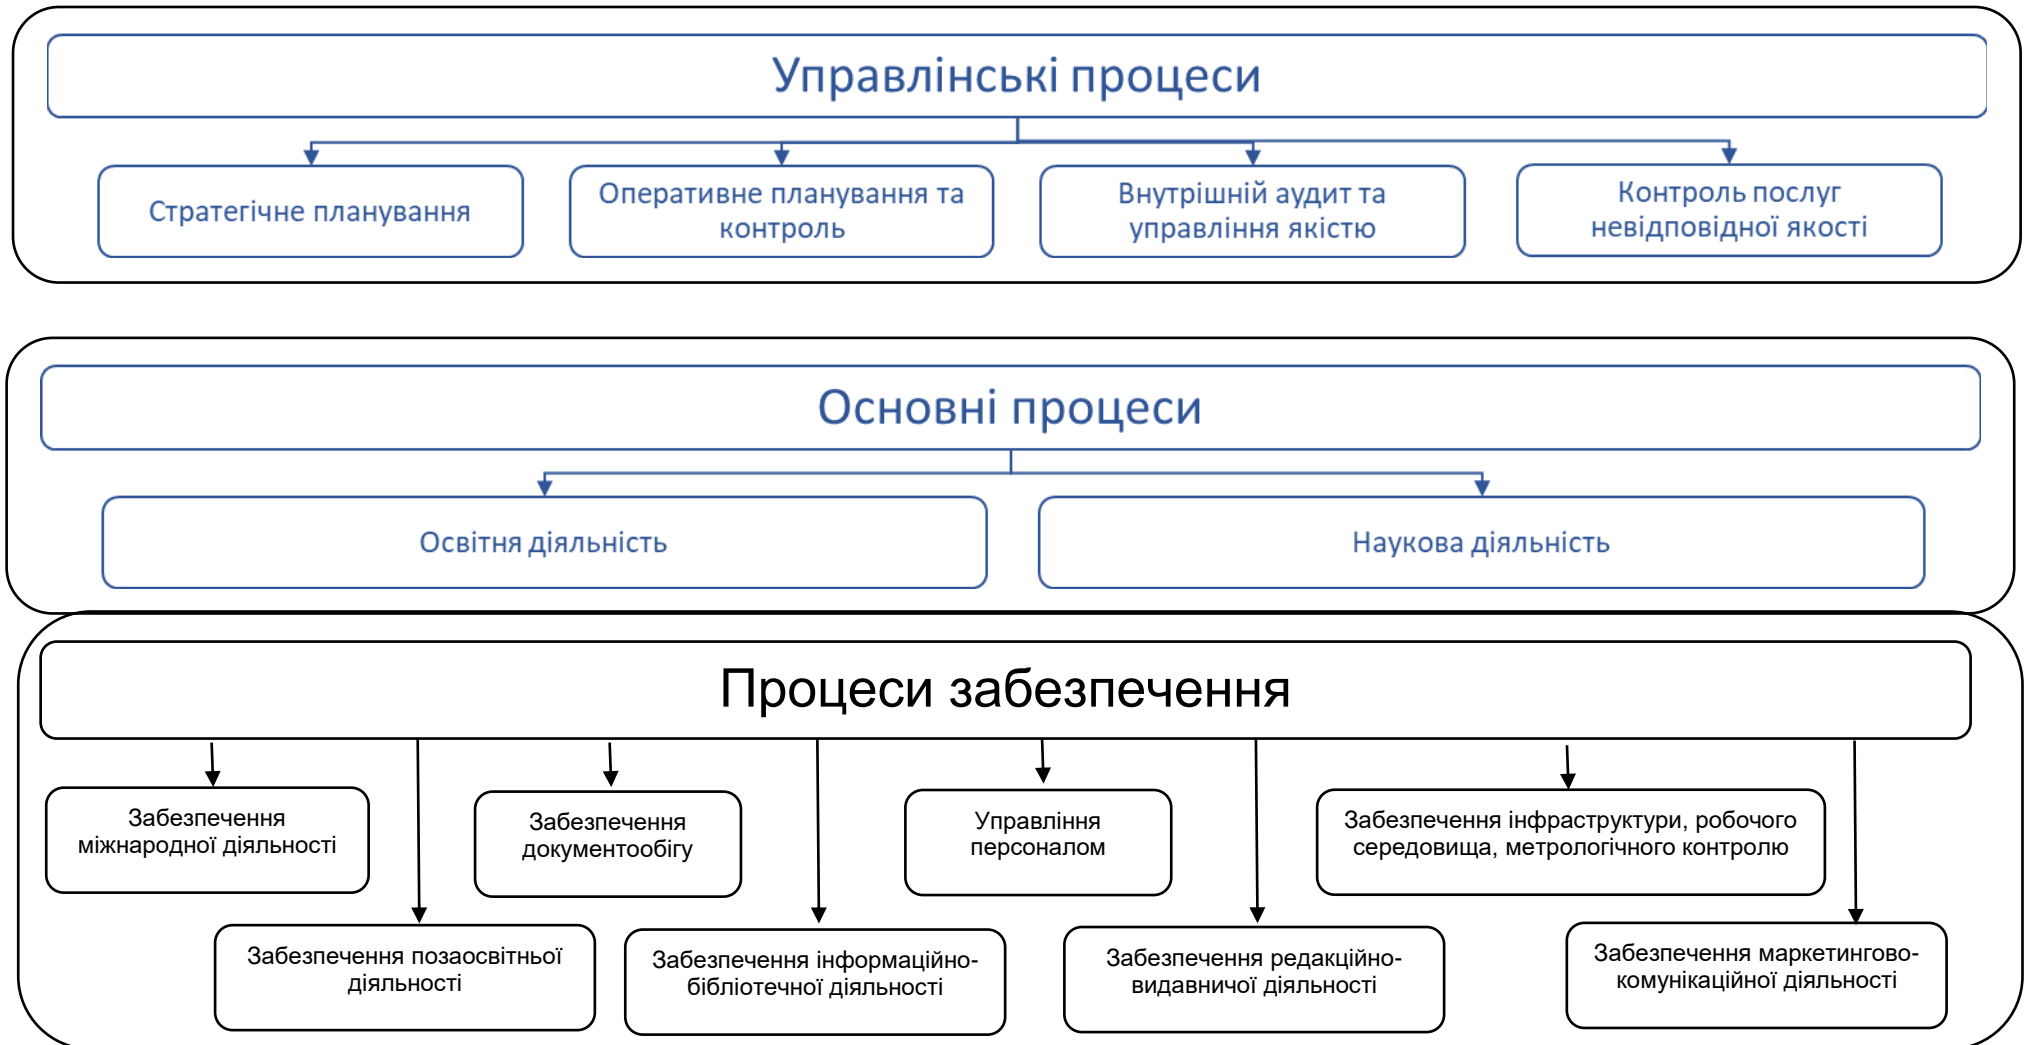 Управлінські процеси
Стратегічне планування
Оперативне планування та
контроль
Внутрішній аудит та
управління якістю
Контроль послуг
невідповідної якості
Основні процеси
Освітня діяльність
Наукова діяльність
Процеси забезпечення
Забезпечення
міжнародної діяльності
Забезпечення
документообігу
Управління
персоналом
Забезпечення інфраструктури, робочого
середовища, метрологічного контролю
Забезпечення позаосвітньої
діяльності
Забезпечення інформаційно-
бібліотечної діяльності
Забезпечення редакційно-
видавничої діяльності
Забезпечення маркетингово-
комунікаційної діяльності